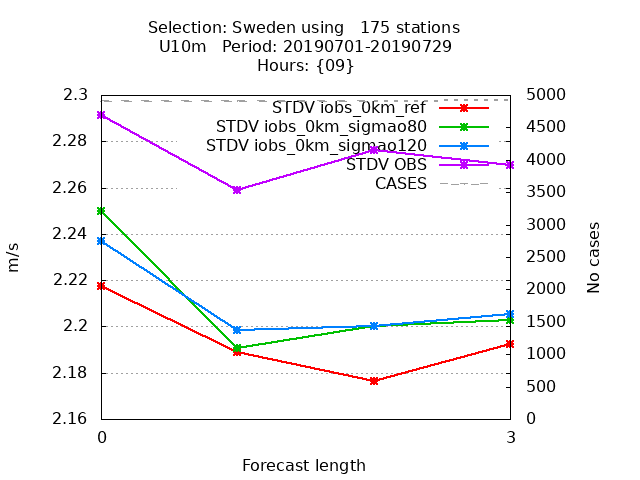 Selection: Sweden using   175 stations
U10m   Period: 20190701-20190729
Hours: {09}
STDV iobs_0km_ref
STDV iobs_0km_sigmao80
STDV iobs_0km_sigmao120
STDV OBS
CASES
2.3
2.28
2.26
2.24
2.22
2.2
2.18
2.16
m/s
5000
4500
4000
3500
3000
2500
2000
1500
1000
500
0
No cases
0
3
Forecast length